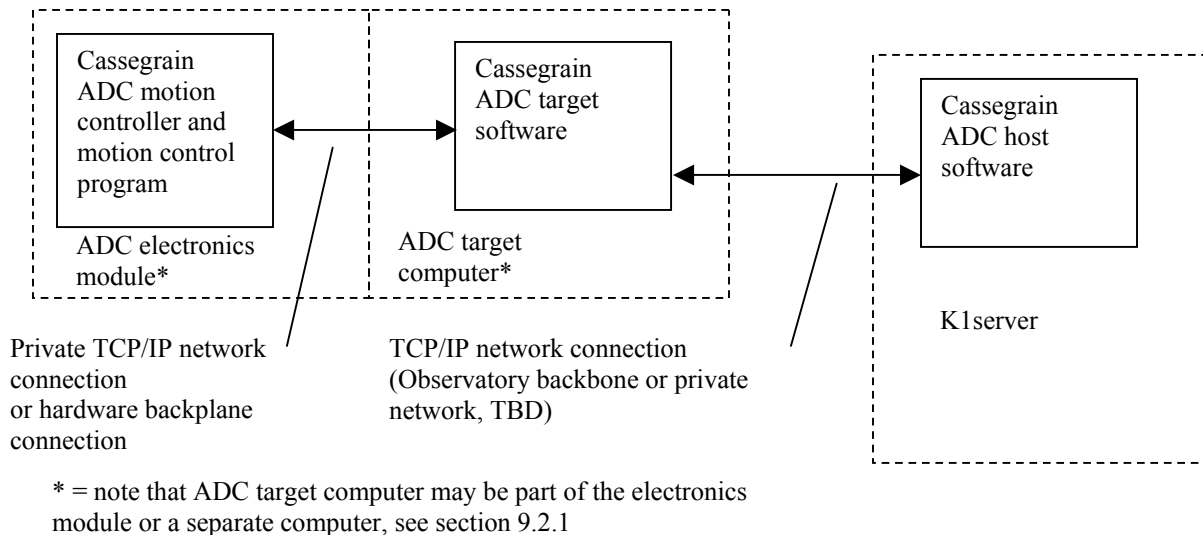 Cassegrain
ADC motion
controller and
motion control
program
ADC electronics
module*
Cassegrain
ADC target
software
ADC target
computer*
Cassegrain
ADC host
software
K1server
Private TCP/IP network
connection
or hardware backplane
connection
TCP/IP network connection
(Observatory backbone or private
network, TBD)
* = note that ADC target computer may be part of the electronics
module or a separate computer, see section 9.2.1